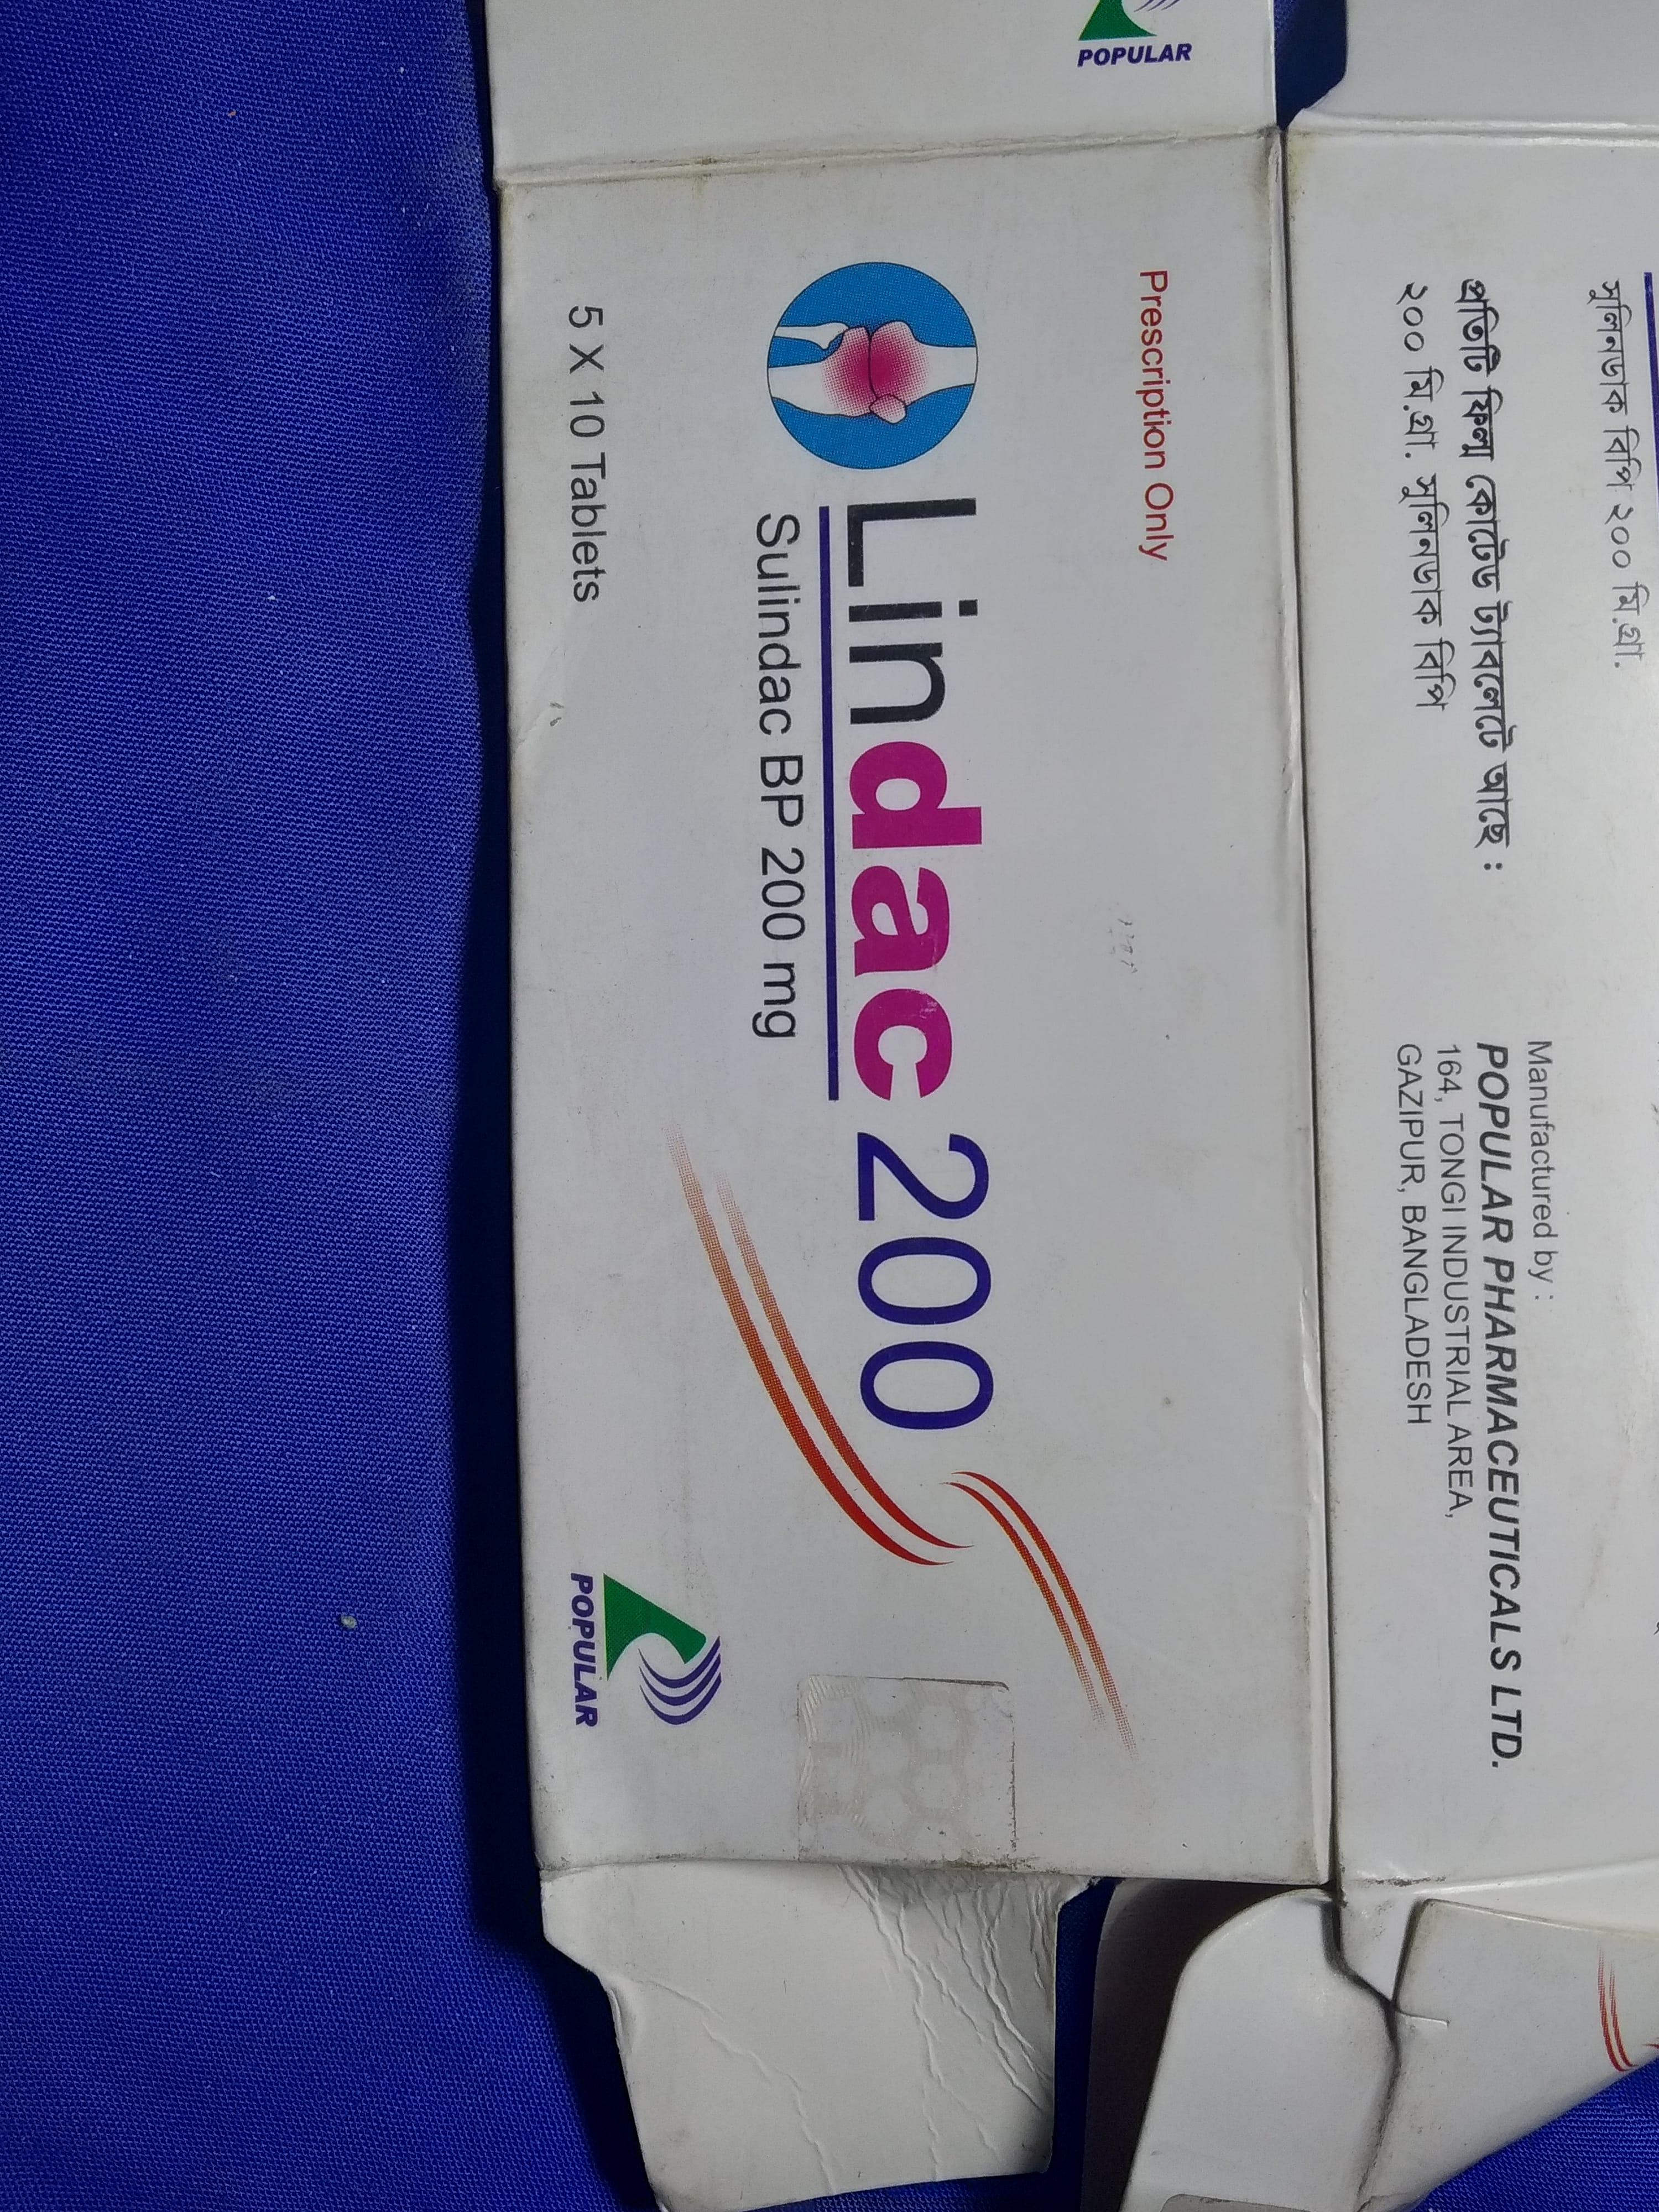 সুলিনডাক বিপি ২০০ মি.গ্রা.
প্রতিটি ফিল্ম কোটেড ট্যাবলেটে আছে :
২০০ মি.গ্রা. সুলিনডাক বিপি
Manufactured by :
POPULAR PHARMACEUTICALS LTD.
164, TONGI INDUSTRIAL AREA,
GAZIPUR, BANGLADESH
POPULAR
Prescription Only
Lindac 200
Sulindac BP 200 mg
5 X 10 Tablets
POPULAR